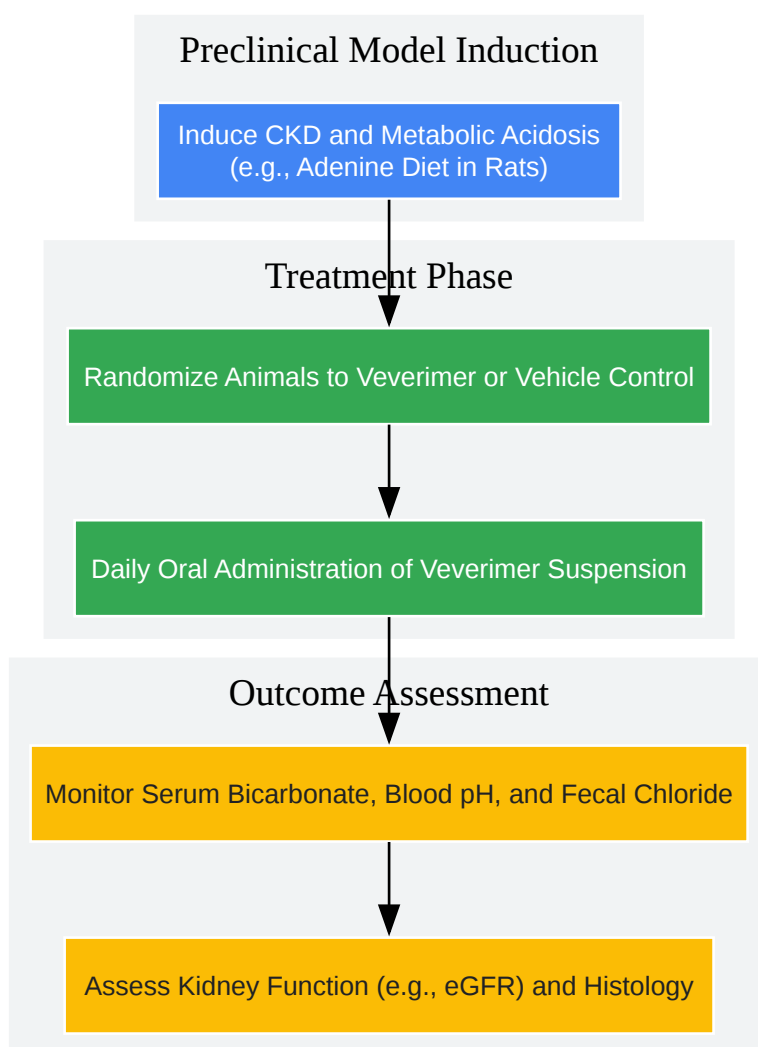 Preclinical Model Induction
Induce CKD and Metabolic Acidosis
(e.g., Adenine Diet in Rats)
Treatment Phase
Randomize Animals to Veverimer or Vehicle Control
Daily Oral Administration of Veverimer Suspension
Outcome Assessment
Monitor Serum Bicarbonate, Blood pH, and Fecal Chloride
Assess Kidney Function (e.g., eGFR) and Histology